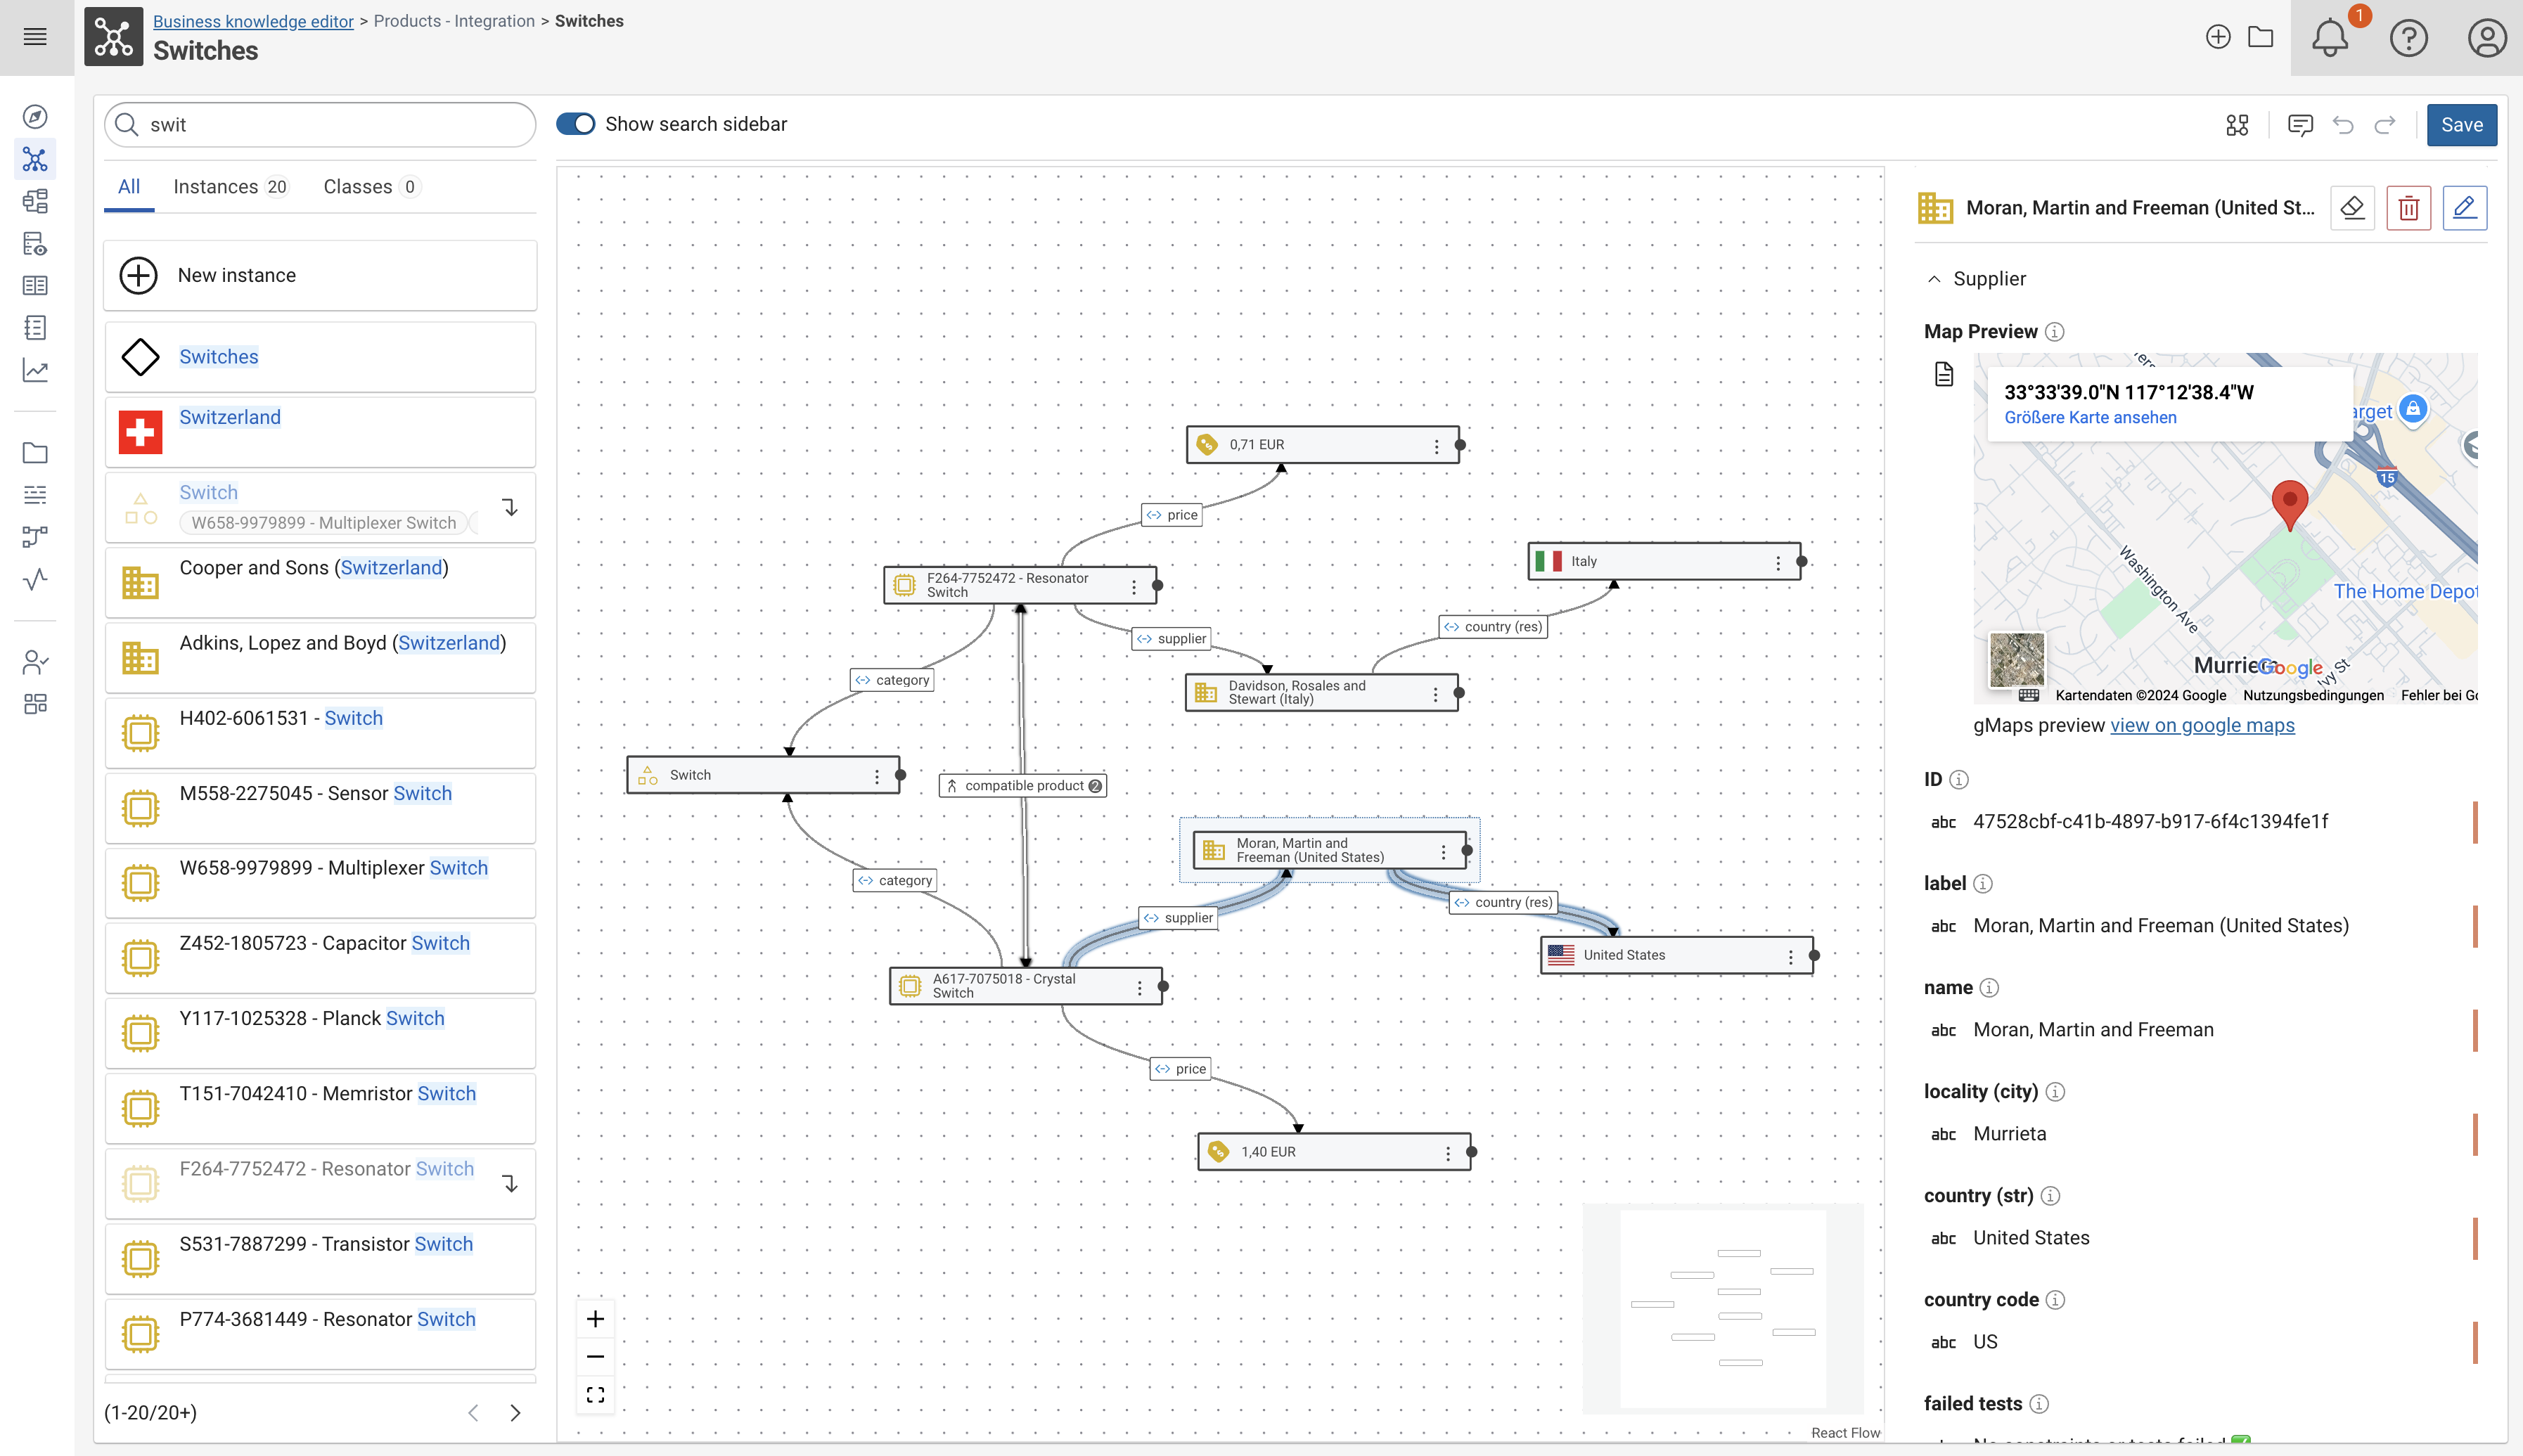 Business knowledge editor > Products - Integration > Switches
Switches
1
swit
Show search sidebar
Save
All
Instances 20
Classes 0
New instance
Switches
Switzerland
Switch
W658-9979899 - Multiplexer Switch
Cooper and Sons (Switzerland)
Adkins, Lopez and Boyd (Switzerland)
H402-6061531 - Switch
M558-2275045 - Sensor Switch
W658-9979899 - Multiplexer Switch
Z452-1805723 - Capacitor Switch
Y117-1025328 - Planck Switch
T151-7042410 - Memristor Switch
F264-7752472 - Resonator Switch
S531-7887299 - Transistor Switch
P774-3681449 - Resonator Switch
(1-20/20+)
0,71 EUR
price
F264-7752472 - Resonator
Switch
Italy
country (res)
supplier
category
Davidson, Rosales and
Stewart (Italy)
Switch
compatible product 2
Moran, Martin and
Freeman (United States)
category
supplier
country (res)
United States
A617-7075018 - Crystal
Switch
price
1,40 EUR
React Flow
Moran, Martin and Freeman (United St...
Supplier
Map Preview
33°33'39.0"N 117°12'38.4"W
Größere Karte ansehen
arget
15
Washington Ave
The Home Depot
Ivy St
Google
Kartendaten ©2024 Google
Nutzungsbedingungen
Fehler bei Go
gMaps preview view on google maps
ID
abc 47528cbf-c41b-4897-b917-6f4c1394fe1f
label
abc Moran, Martin and Freeman (United States)
name
abc Moran, Martin and Freeman
locality (city)
abc Murrieta
country (str)
abc United States
country code
abc US
failed tests
No constraints or tests failed